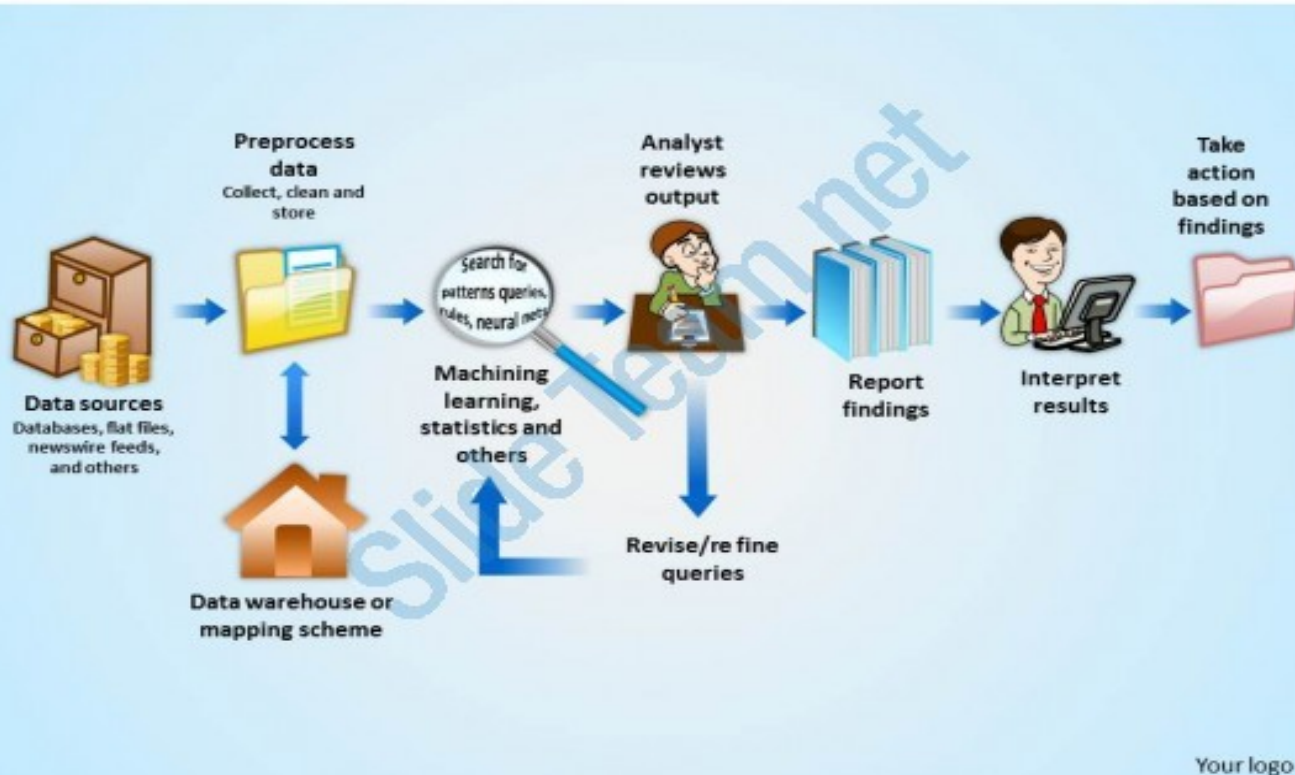 Preprocess
data
Collect, clean and
store
Analyst
reviews
output
Take
action
based on
findings
Search for
patterns queries,
rules, neural nets
Data sources
Databases, flat files,
newswire feeds,
and others
Machining
learning,
statistics and
others
Report
findings
Interpret
results
Revise/re fine
queries
Data warehouse or
mapping scheme
Slide Team.net
Your logo